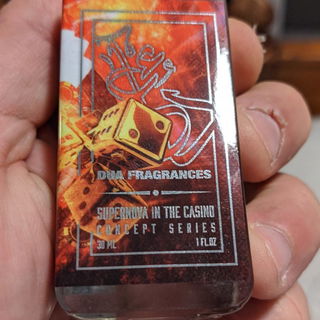 DUA FRAGRANCES
SUPERNOVA IN THE CASINO
CONCEPT SERIES
30 ML 1 FL.OZ